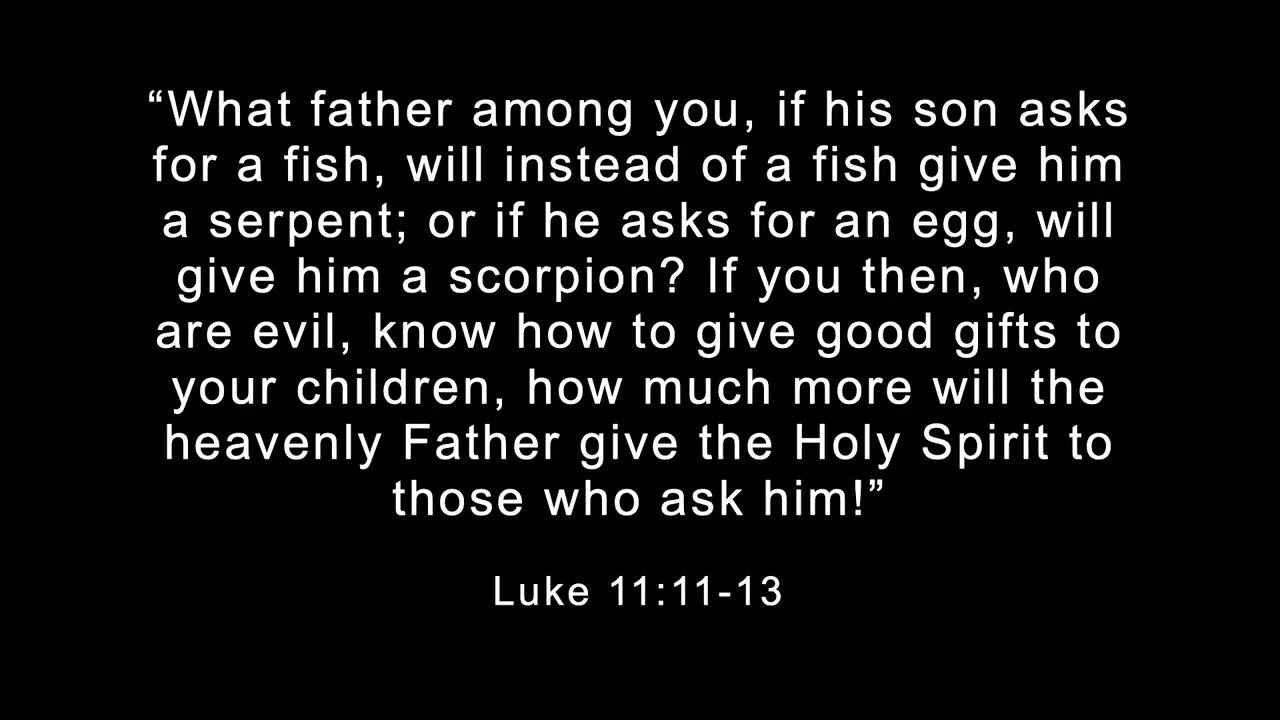 “What father among you, if his son asks
for a fish, will instead of a fish give him
a serpent; or if he asks for an egg, will
give him a scorpion? If you then, who
are evil, know how to give good gifts to
your children, how much more will the
heavenly Father give the Holy Spirit to
those who ask him!”
Luke 11:11-13